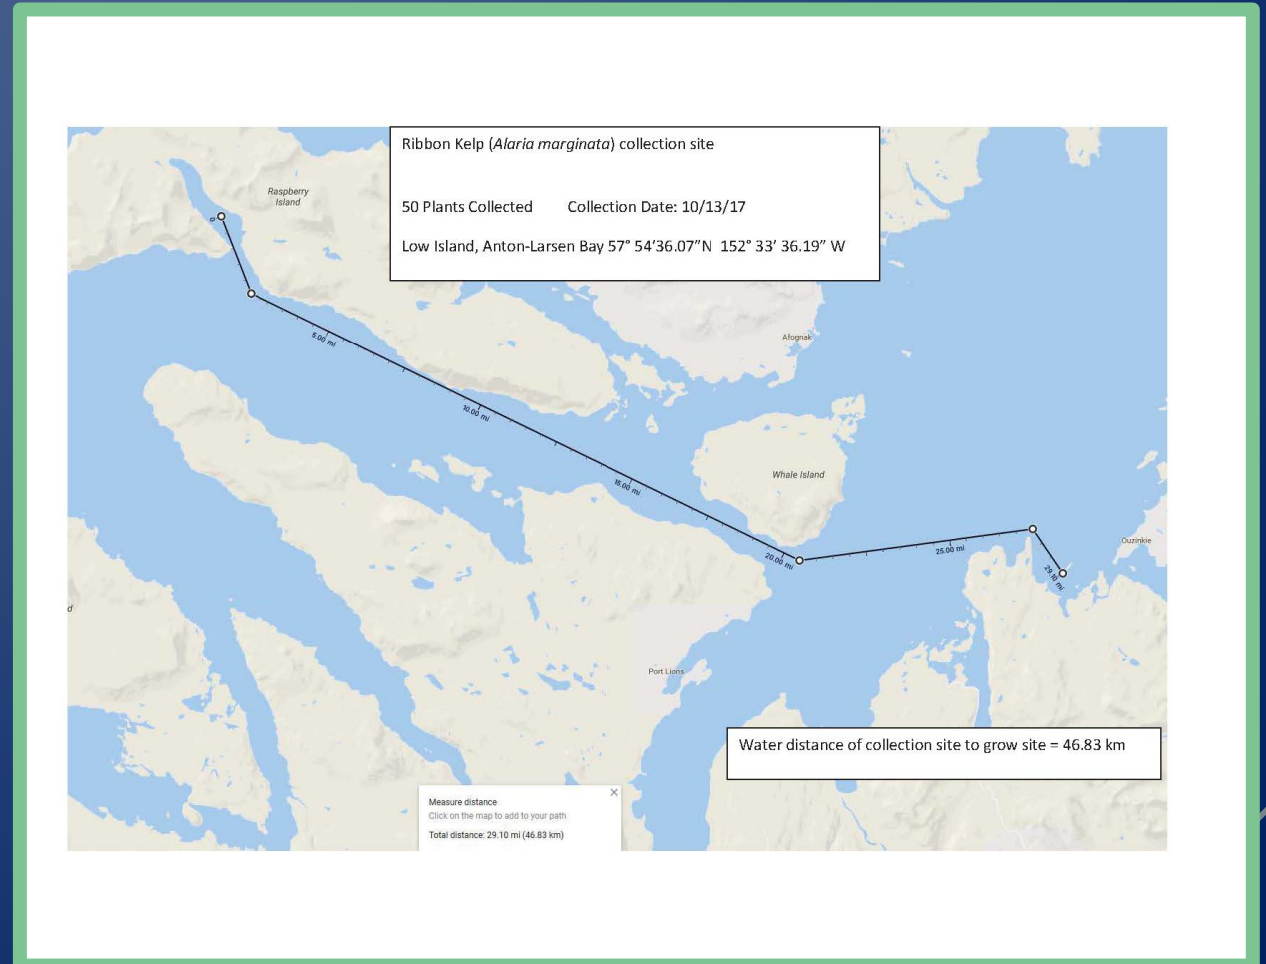 Ribbon Kelp (Alaria marginata) collection site
50 Plants Collected Collection Date: 10/13/17
Low Island, Anton-Larsen Bay 57° 54’36.07”N 152° 33’ 36.19” W
Raspberry
Island
0
5.00 mi
Afognak
10.00 mi
Whale Island
15.00 mi
20.00 mi
25.00 mi
Ouzinkie
29.10 mi
d
Port Lions
Water distance of collection site to grow site = 46.83 km
Measure distance
Click on the map to add to your path
Total distance: 29.10 mi (46.83 km)